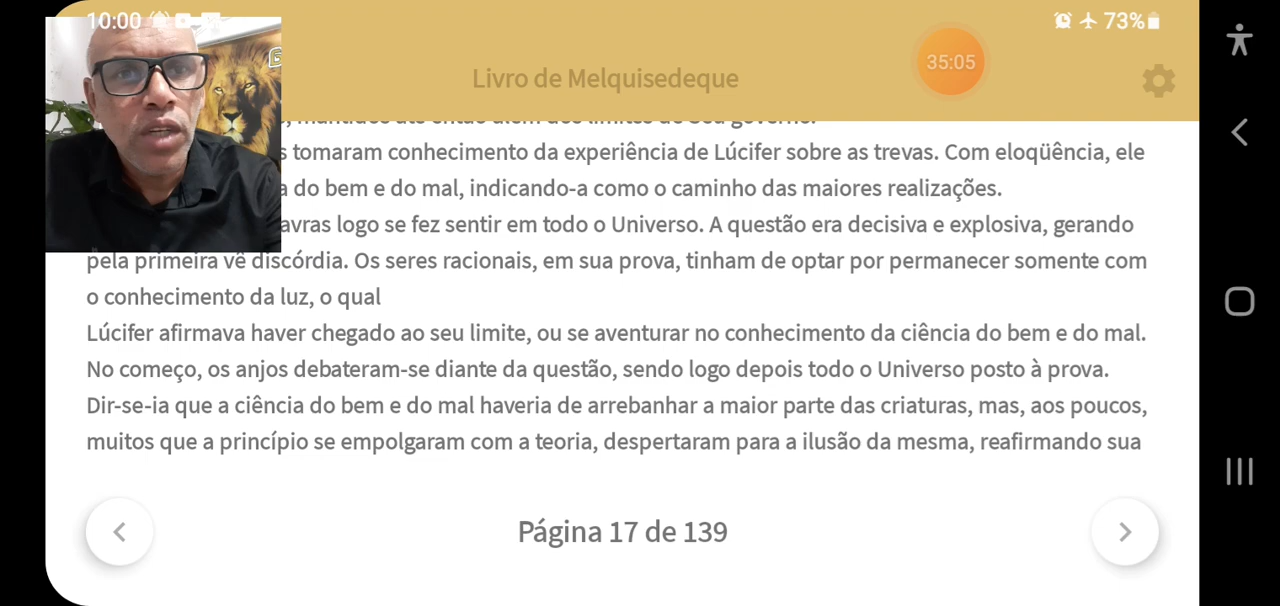 10:00
73%
Livro de Melquisedeque
35:05
tomaram conhecimento da experiência de Lúcifer sobre as trevas. Com eloqüência, ele
do bem e do mal, indicando-a como o caminho das maiores realizações.
avras logo se fez sentir em todo o Universo. A questão era decisiva e explosiva, gerando
pela primeira vê discórdia. Os seres racionais, em sua prova, tinham de optar por permanecer somente com
o conhecimento da luz, o qual
Lúcifer afirmava haver chegado ao seu limite, ou se aventurar no conhecimento da ciência do bem e do mal.
No começo, os anjos debateram-se diante da questão, sendo logo depois todo o Universo posto à prova.
Dir-se-ia que a ciência do bem e do mal haveria de arrebanhar a maior parte das criaturas, mas, aos poucos,
muitos que a princípio se empolgaram com a teoria, despertaram para a ilusão da mesma, reafirmando sua
Página 17 de 139